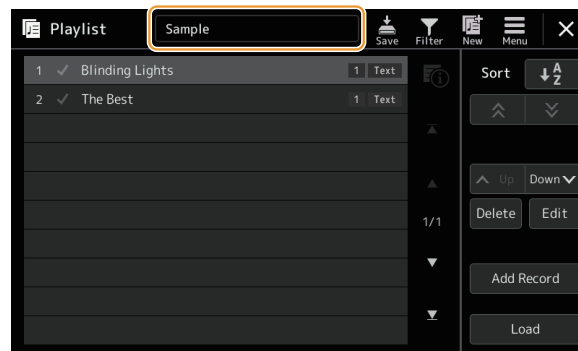 Playlist Sample Save Filter New Menu
1 Blinding Lights 1 Text
2 The Best 1 Text
Sort A Z
Up Down
1/1
Delete Edit
Add Record
Load